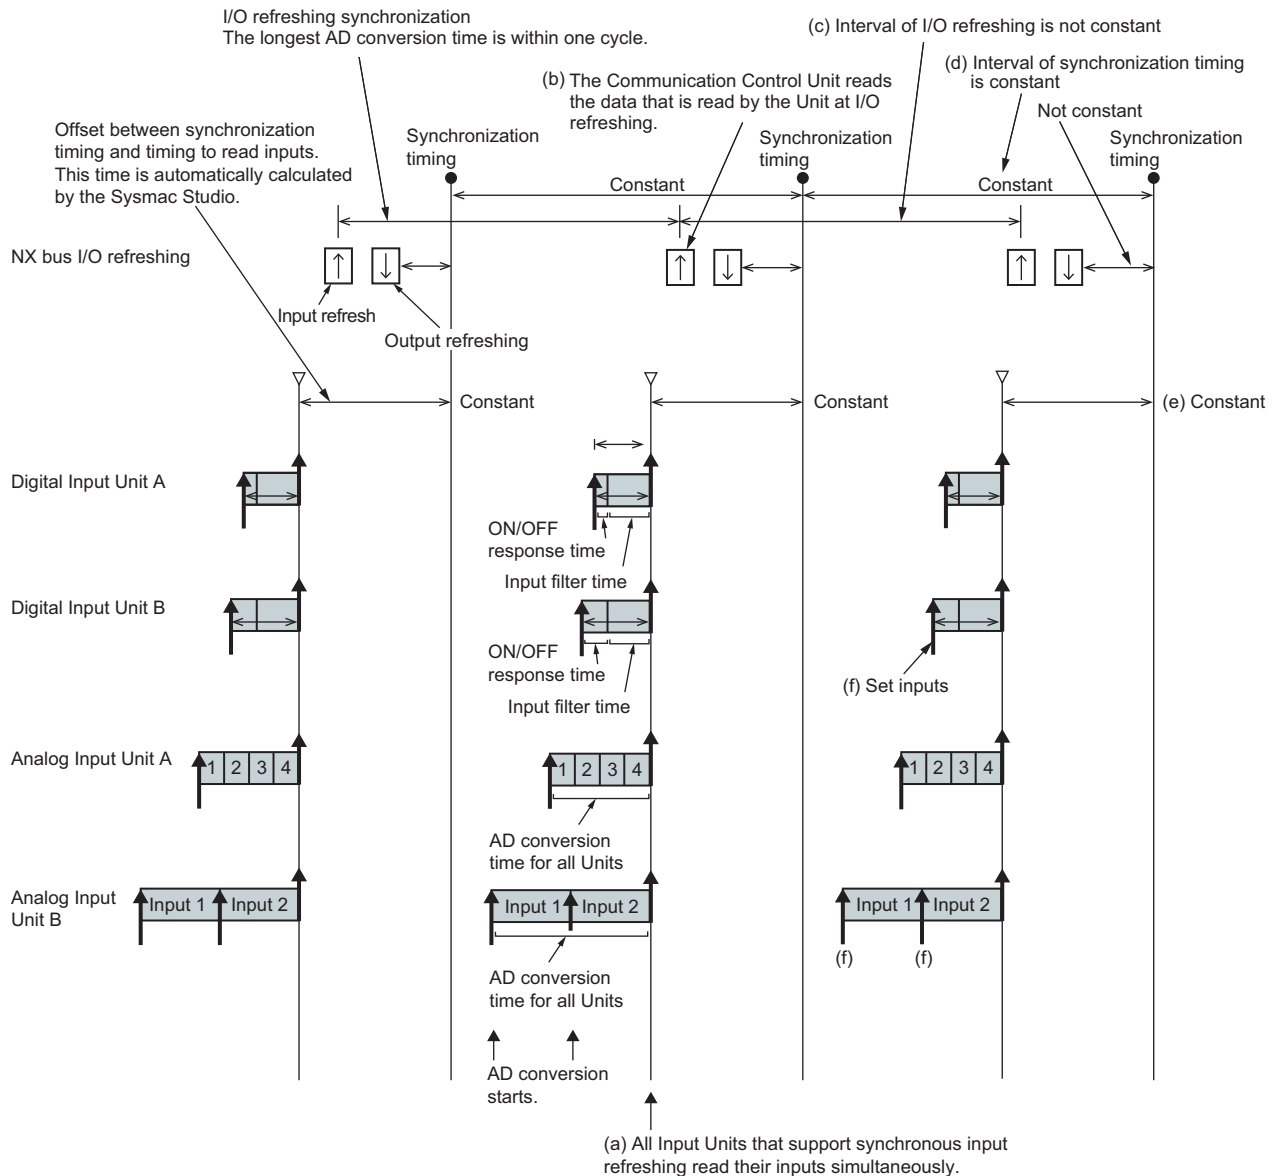 I/O refreshing synchronization
The longest AD conversion time is within one cycle.
(c) Interval of I/O refreshing is not constant
(b) The Communication Control Unit reads
the data that is read by the Unit at I/O
refreshing.
(d) Interval of synchronization timing
is constant
Not constant
Offset between synchronization
timing and timing to read inputs.
This time is automatically calculated
by the Sysmac Studio.
Synchronization
timing
Synchronization
timing
Synchronization
timing
Constant
Constant
NX bus I/O refreshing
Input refresh
Output refreshing
Constant
Constant
(e) Constant
Digital Input Unit A
ON/OFF
response time
Input filter time
Digital Input Unit B
ON/OFF
response time
Input filter time
(f) Set inputs
Analog Input Unit A
1 2 3 4
1 2 3 4
1 2 3 4
AD conversion
time for all Units
Analog Input
Unit B
Input 1 Input 2
Input 1 Input 2
Input 1 Input 2
(f) (f)
AD conversion
time for all Units
AD conversion
starts.
(a) All Input Units that support synchronous input
refreshing read their inputs simultaneously.